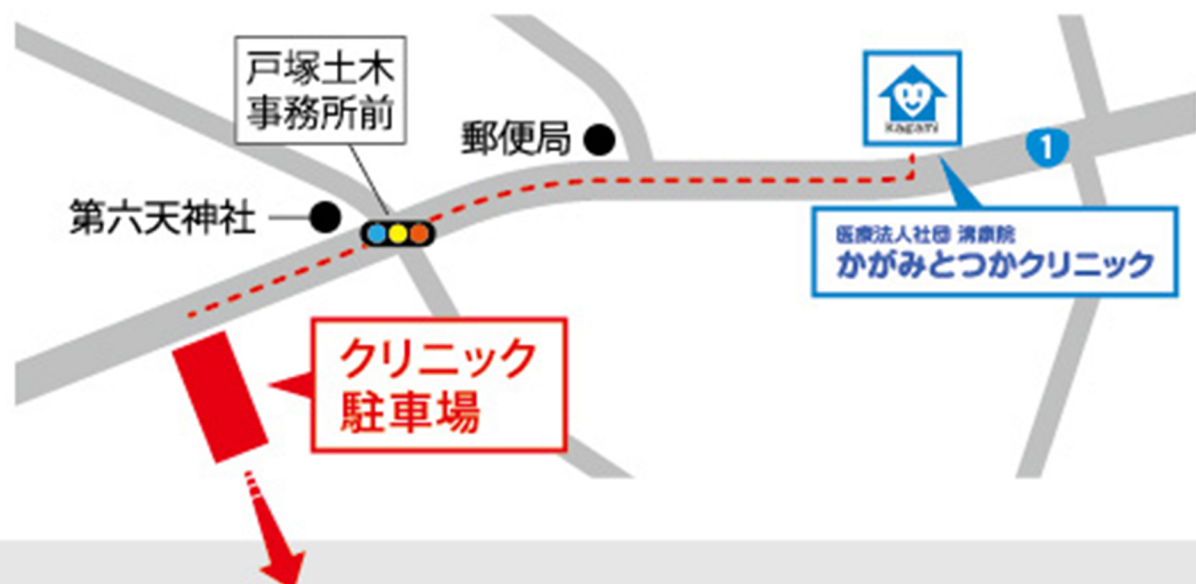 戸塚土木
事務所前
郵便局
Kagami
1
第六天神社
医療法人社団 清康院
かがみとつかクリニック
クリニック
駐車場